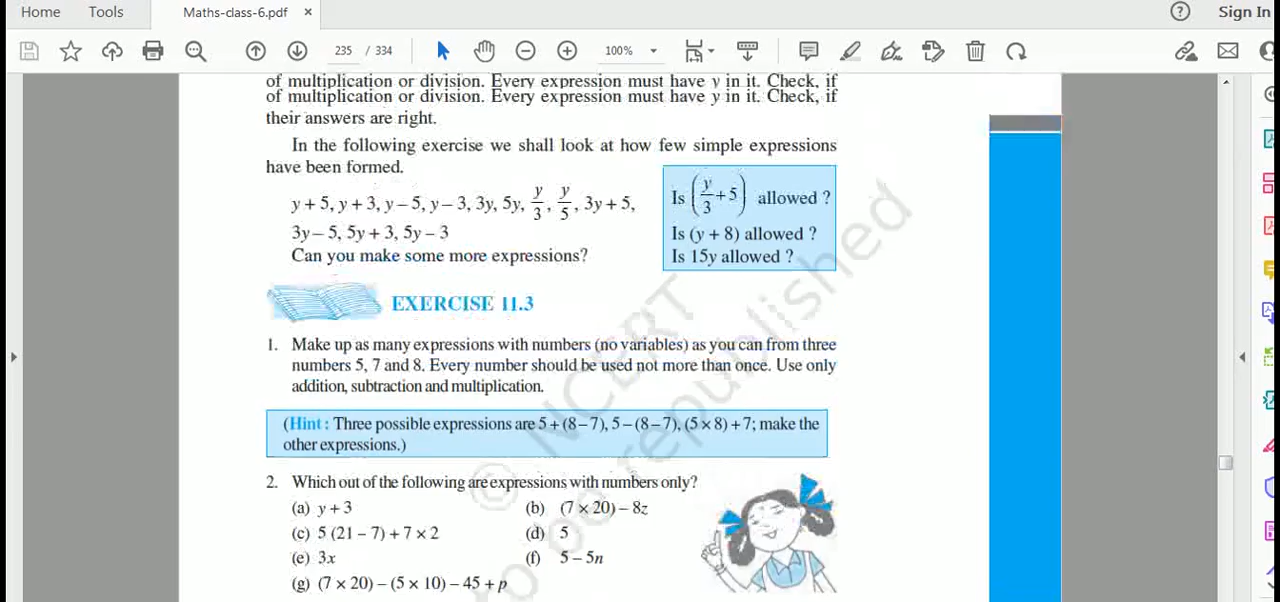 Home Tools Maths-class-6.pdf × Sign In
235 / 334 100%
of multiplication or division. Every expression must have y in it. Check, if
of multiplication or division. Every expression must have y in it. Check, if
their answers are right.
In the following exercise we shall look at how few simple expressions
have been formed.
y + 5, y + 3, y – 5, y – 3, 3y, 5y, y/3, y/5, 3y + 5,
3y – 5, 5y + 3, 5y – 3
Can you make some more expressions?
Is (y/3 + 5) allowed ?
Is (y + 8) allowed ?
Is 15y allowed ?
EXERCISE 11.3
1. Make up as many expressions with numbers (no variables) as you can from three
numbers 5, 7 and 8. Every number should be used not more than once. Use only
addition, subtraction and multiplication.
(Hint : Three possible expressions are 5 + (8 – 7), 5 – (8 – 7), (5 × 8) + 7; make the
other expressions.)
2. Which out of the following are expressions with numbers only?
(a) y + 3 (b) (7 × 20) – 8z
(c) 5 (21 – 7) + 7 × 2 (d) 5
(e) 3x (f) 5 – 5n
(g) (7 × 20) – (5 × 10) – 45 + p
© NCERT
to be republished